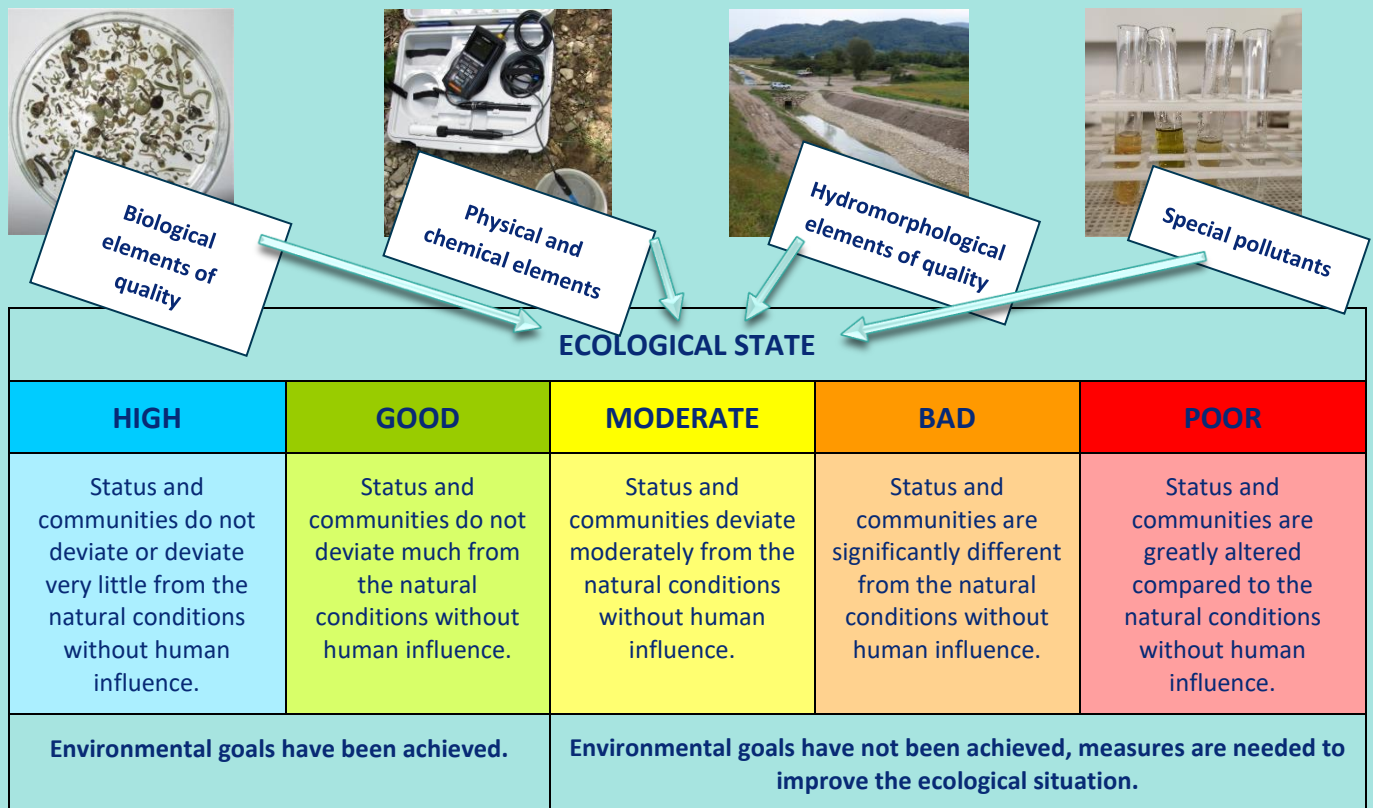 Biological
elements of
quality
Physical and
chemical elements
Hydromorphological
elements of quality
Special pollutants
ECOLOGICAL STATE
HIGH
GOOD
MODERATE
BAD
POOR
Status and
communities do not
deviate or deviate
very little from the
natural conditions
without human
influence.
Status and
communities do not
deviate much from
the natural
conditions without
human influence.
Status and
communities deviate
moderately from the
natural conditions
without human
influence.
Status and
communities are
significantly different
from the natural
conditions without
human influence.
Status and
communities are
greatly altered
compared to the
natural conditions
without human
influence.
Environmental goals have been achieved.
Environmental goals have not been achieved, measures are needed to
improve the ecological situation.